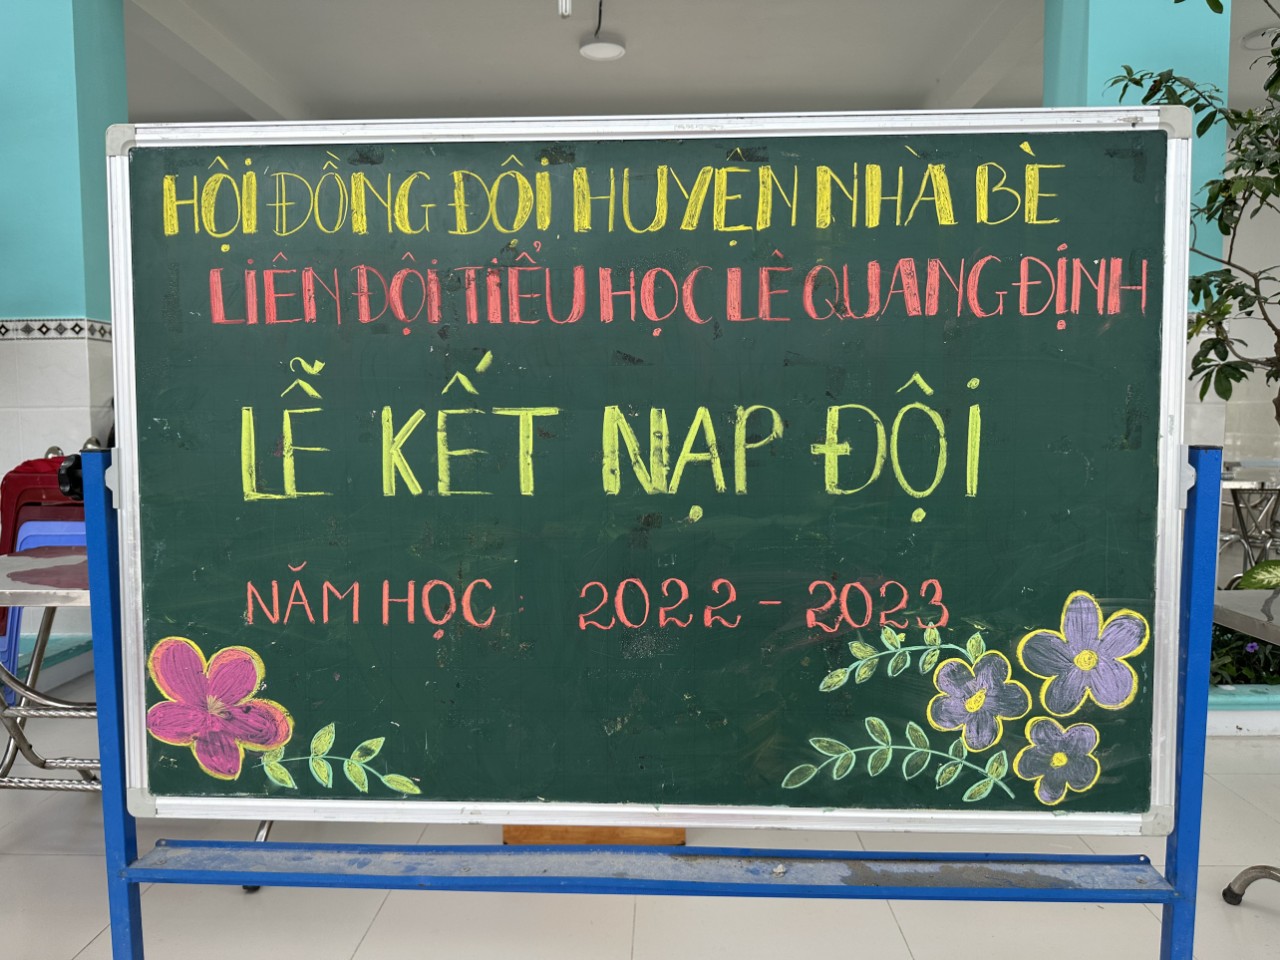 HỘI ĐỒNG ĐỘI HUYỆN NHÀ BÈ
LIÊN ĐỘI TIỂU HỌC LÊ QUANG ĐỊNH
LỄ KẾT NẠP ĐỘI
NĂM HỌC 2022 - 2023